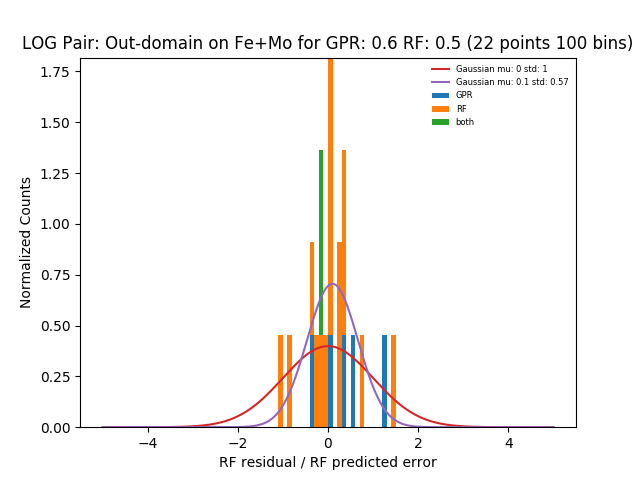 LOG Pair: Out-domain on Fe+Mo for GPR: 0.6 RF: 0.5 (22 points 100 bins)
Gaussian mu: 0 std: 1
Gaussian mu: 0.1 std: 0.57
GPR
RF
both
Normalized Counts
1.75
1.50
1.25
1.00
0.75
0.50
0.25
0.00
−4 −2 0 2 4
RF residual / RF predicted error